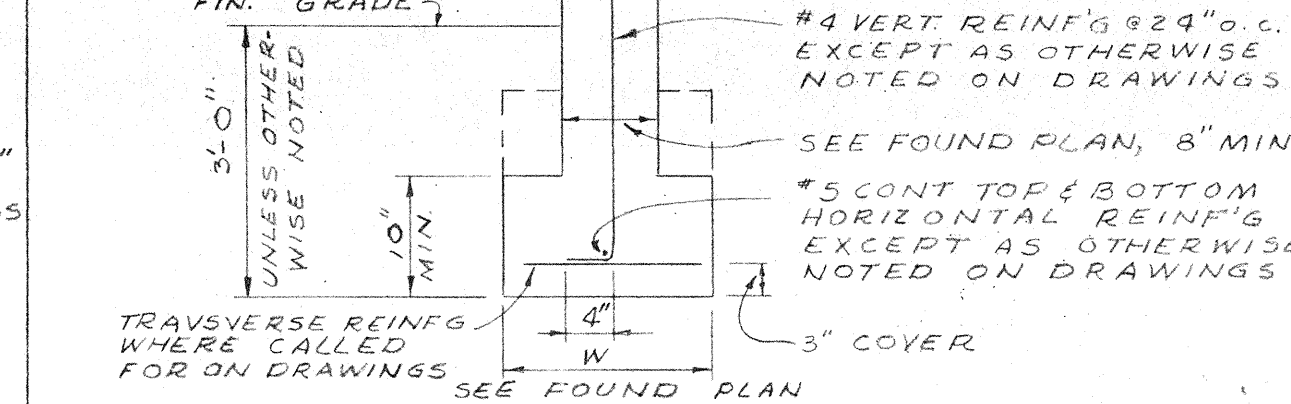 FIN. GRADE
3'-0"
UNLESS OTHER-
WISE NOTED
10"
MIN.
#4 VERT. REINF'G @ 24" o.c.
EXCEPT AS OTHERWISE
NOTED ON DRAWINGS
SEE FOUND PLAN, 8" MIN
#5 CONT TOP & BOTTOM
HORIZONTAL REINF'G
EXCEPT AS OTHERWISE
NOTED ON DRAWINGS
TRAVSVERSE REINFG
WHERE CALLED
FOR ON DRAWINGS
4"
W
3" COVER
SEE FOUND PLAN